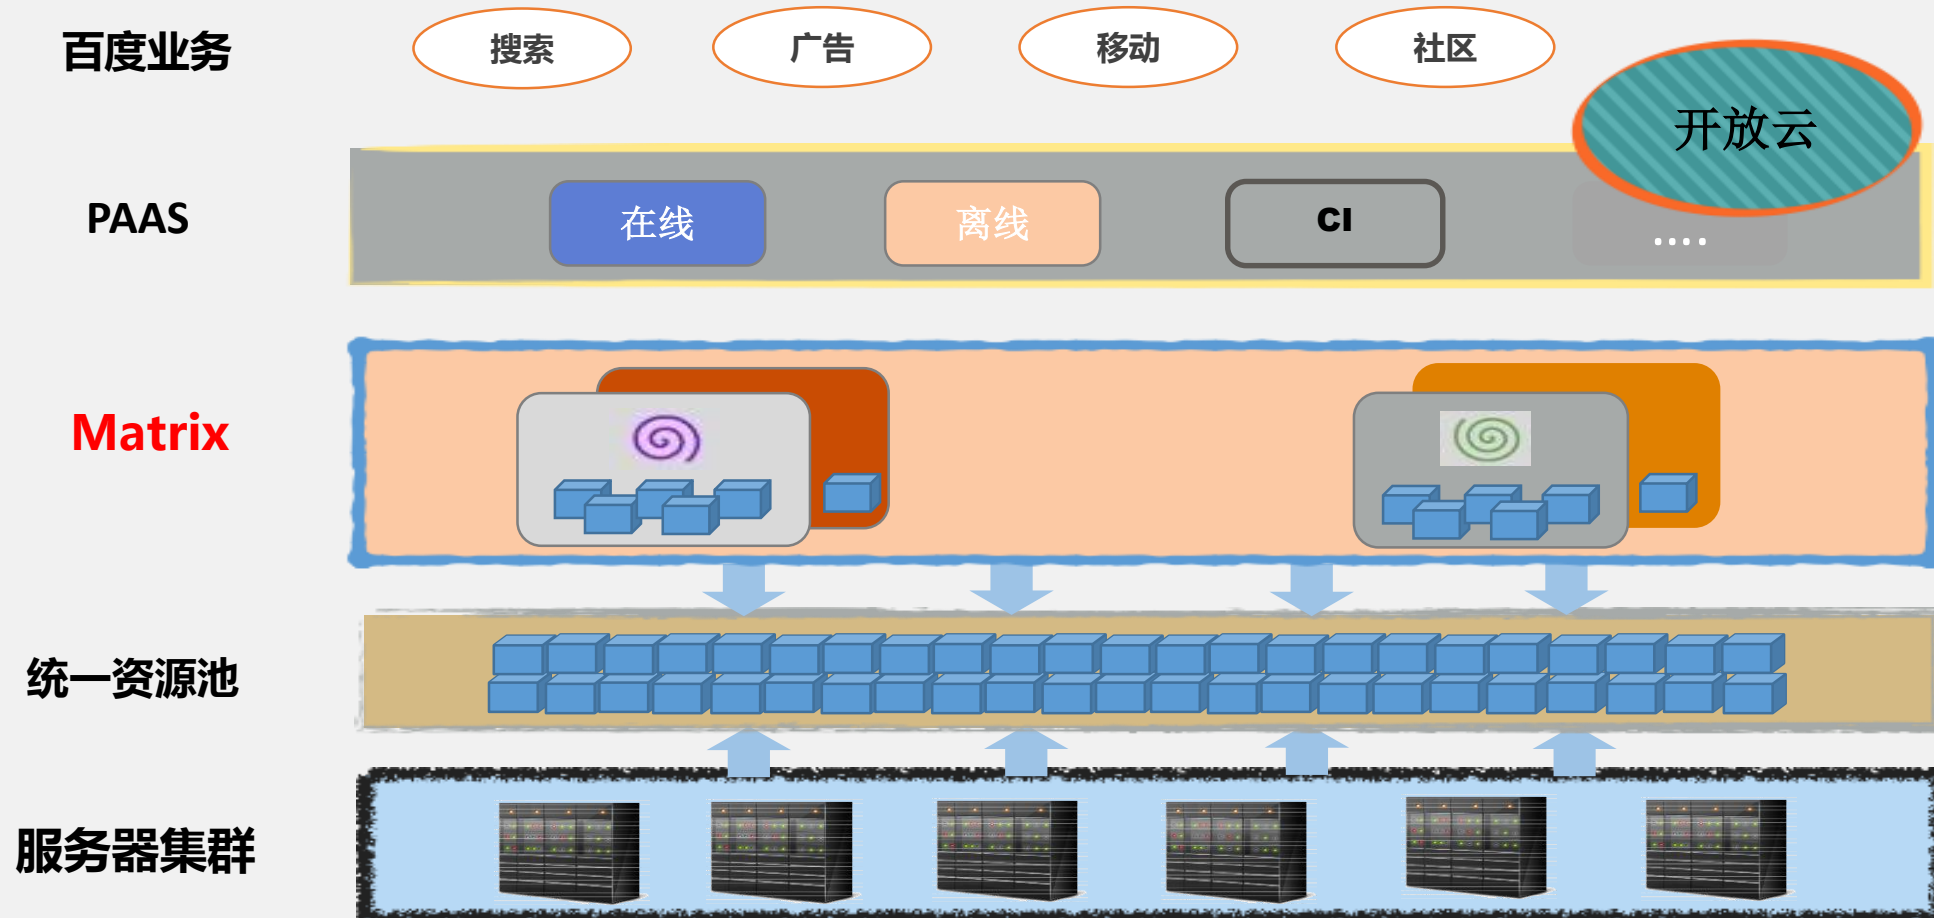 百度业务
搜索
广告
移动
社区
开放云
PAAS
在线
离线
CI
....
Matrix
统一资源池
服务器集群